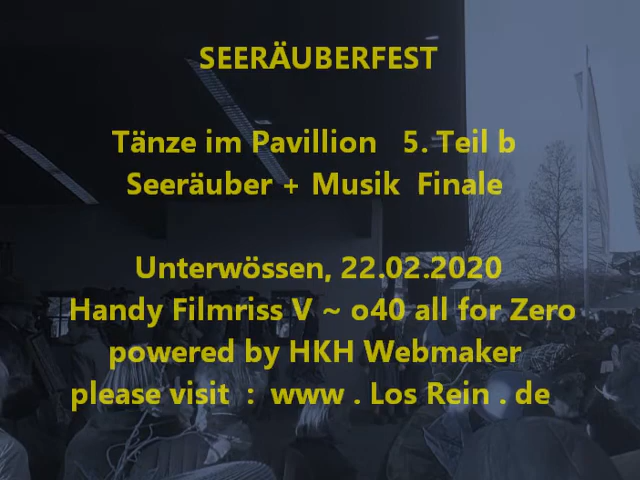 SEERÄUBERFEST
Tänze im Pavillion 5. Teil b
Seeräuber + Musik Finale
Unterwössen, 22.02.2020
Handy Filmriss V ~ o40 all for Zero
powered by HKH Webmaker
please visit : www . Los Rein . de